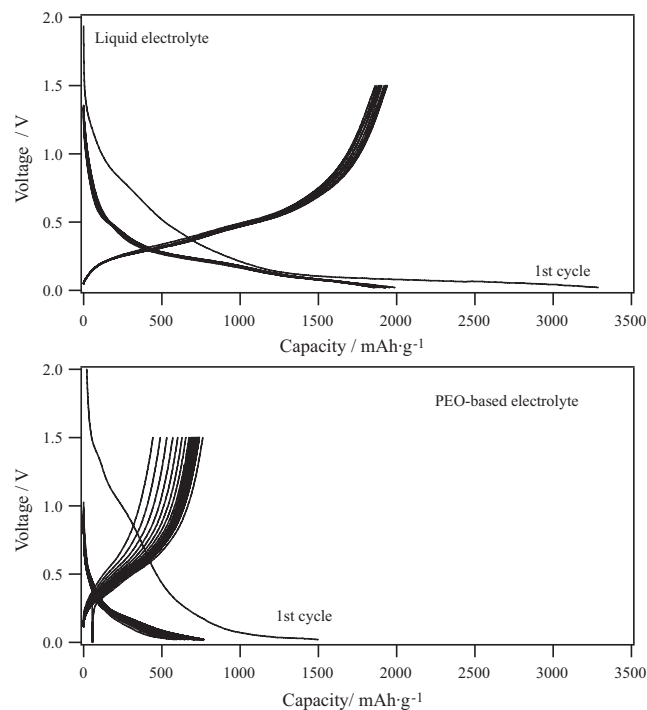 2.0
Liquid electrolyte
1.5
1.0
0.5
0.0
Voltage / V
1st cycle
0 500 1000 1500 2000 2500 3000 3500
Capacity / mAh·g-1
2.0
PEO-based electrolyte
1.5
1.0
0.5
0.0
Voltage / V
1st cycle
0 500 1000 1500 2000 2500 3000 3500
Capacity/ mAh·g-1